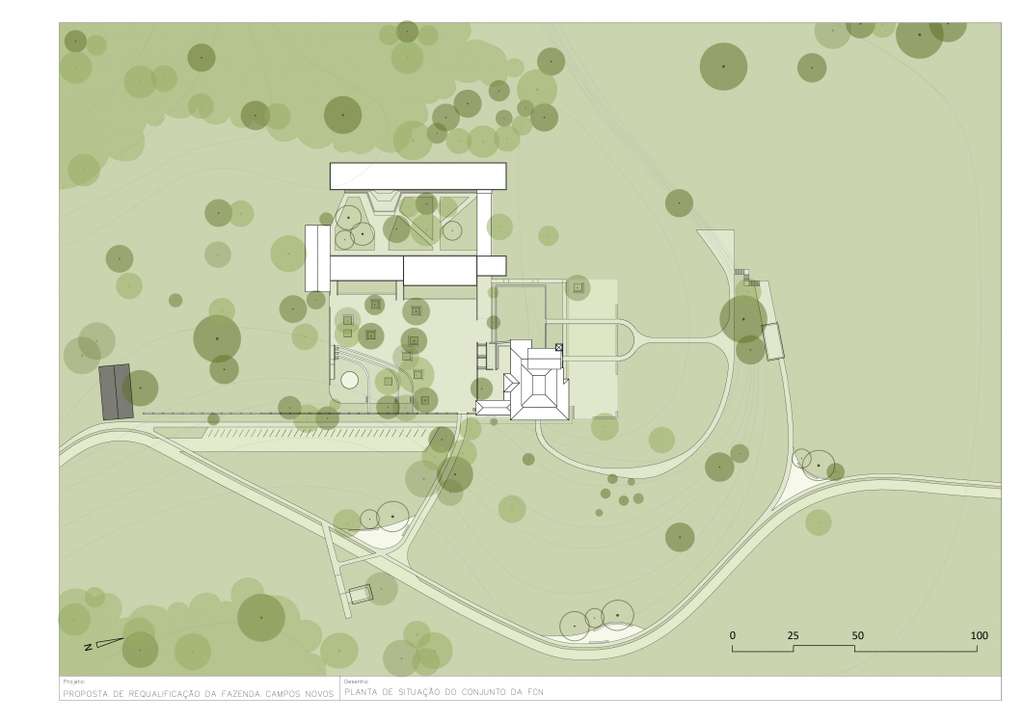 N
0 25 50 100
Projeto:
PROPOSTA DE REQUALIFICAÇÃO DA FAZENDA CAMPOS NOVOS
Desenho:
PLANTA DE SITUAÇÃO DO CONJUNTO DA FCN